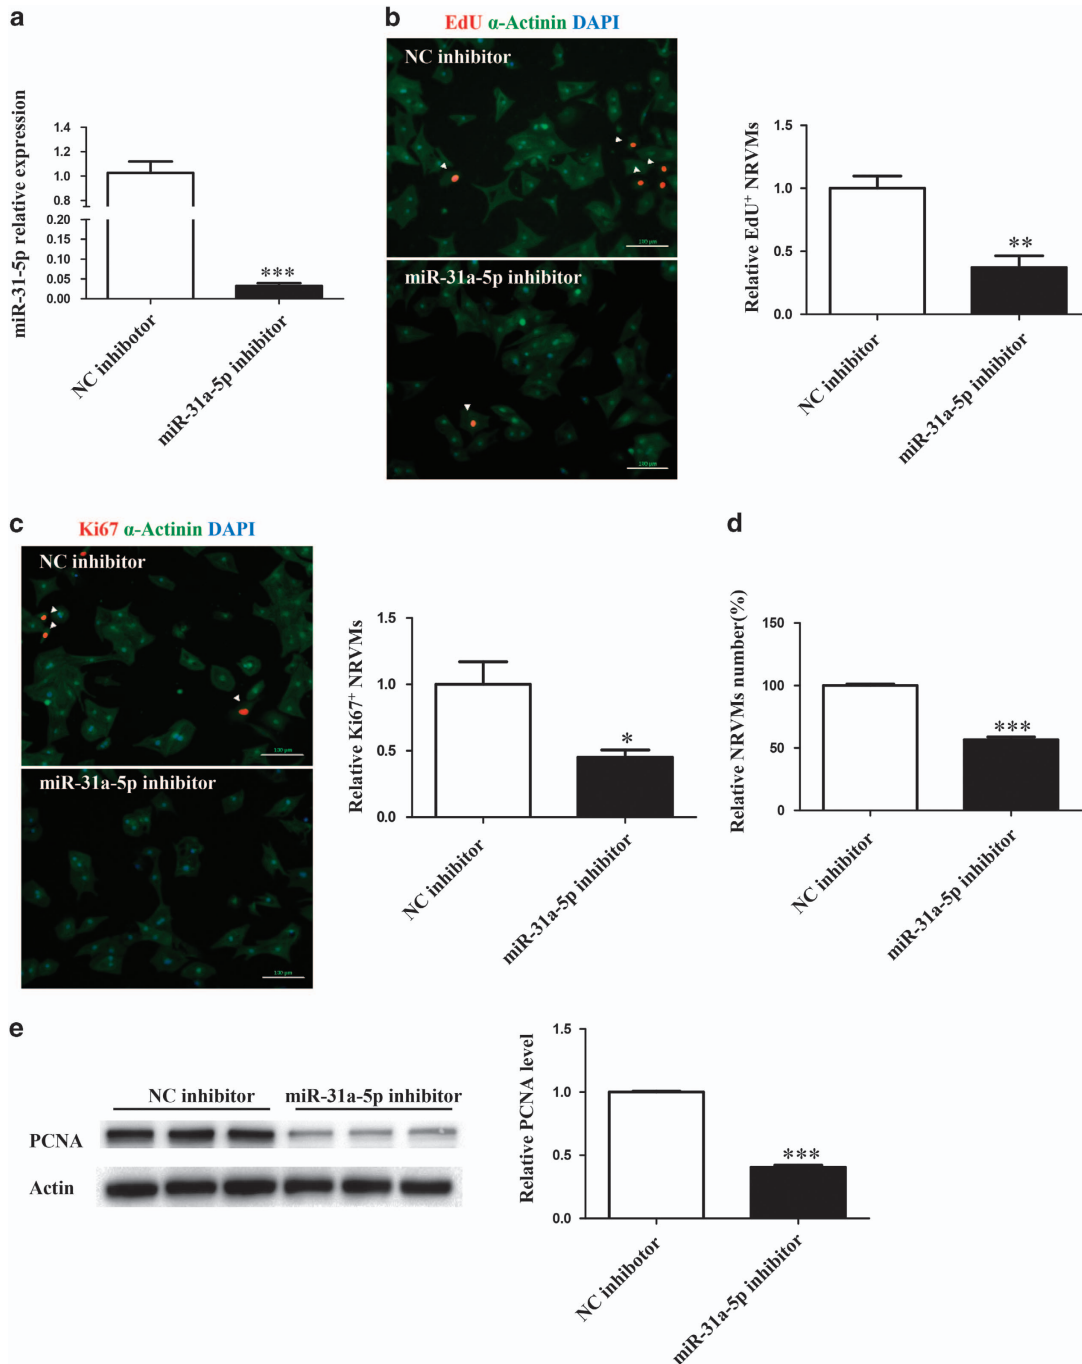 a
miR-31-5p relative expression
1.4
1.2
1.0
0.8
0.20
0.15
0.10
0.05
0.00
***
NC inhibotor
miR-31a-5p inhibitor
b
EdU α-Actinin DAPI
NC inhibitor
miR-31a-5p inhibitor
Relative EdU⁺ NRVMs
1.5
1.0
0.5
0.0
**
NC inhibitor
miR-31a-5p inhibitor
c
Ki67 α-Actinin DAPI
NC inhibitor
miR-31a-5p inhibitor
Relative Ki67⁺ NRVMs
1.5
1.0
0.5
0.0
*
NC inhibitor
miR-31a-5p inhibitor
d
Relative NRVMs number(%)
150
100
50
0
***
NC inhibitor
miR-31a-5p inhibitor
e
NC inhibitor miR-31a-5p inhibitor
PCNA
Actin
Relative PCNA level
1.5
1.0
0.5
0.0
***
NC inhibotor
miR-31a-5p inhibitor